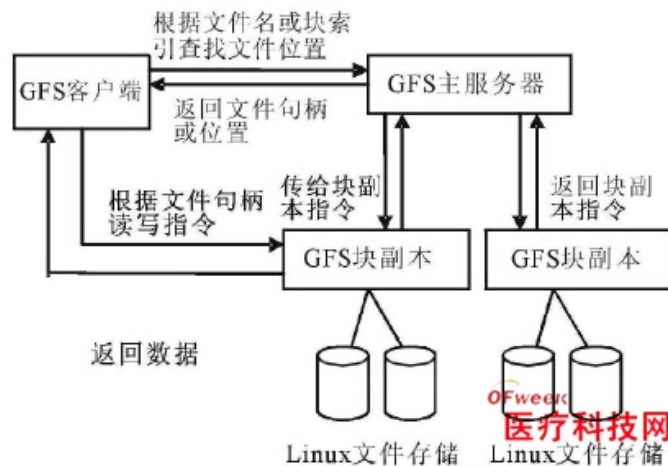 根据文件名或块索
引查找文件位置
GFS客户端
GFS主服务器
返回文件句柄
或位置
根据文件句柄
读写指令
传给块副
本指令
返回块副
本指令
GFS块副本
GFS块副本
返回数据
OFweek
医疗科技网
Linux文件存储
Linux文件存储